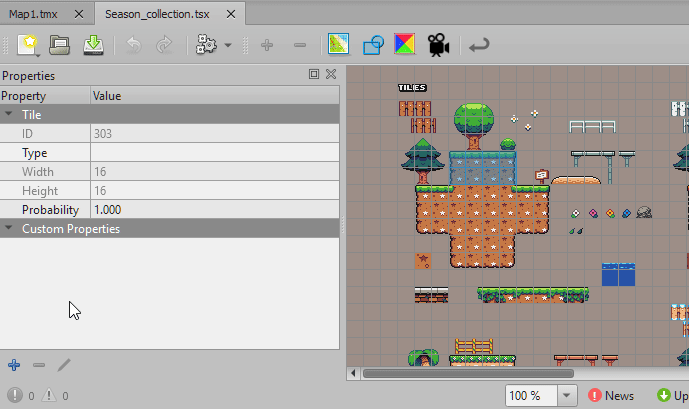 Map1.tmx Season_collection.tsx
Properties
Property Value
Tile
ID 303
Type
Width 16
Height 16
Probability 1.000
Custom Properties
TILES
0 0
100 % News Up